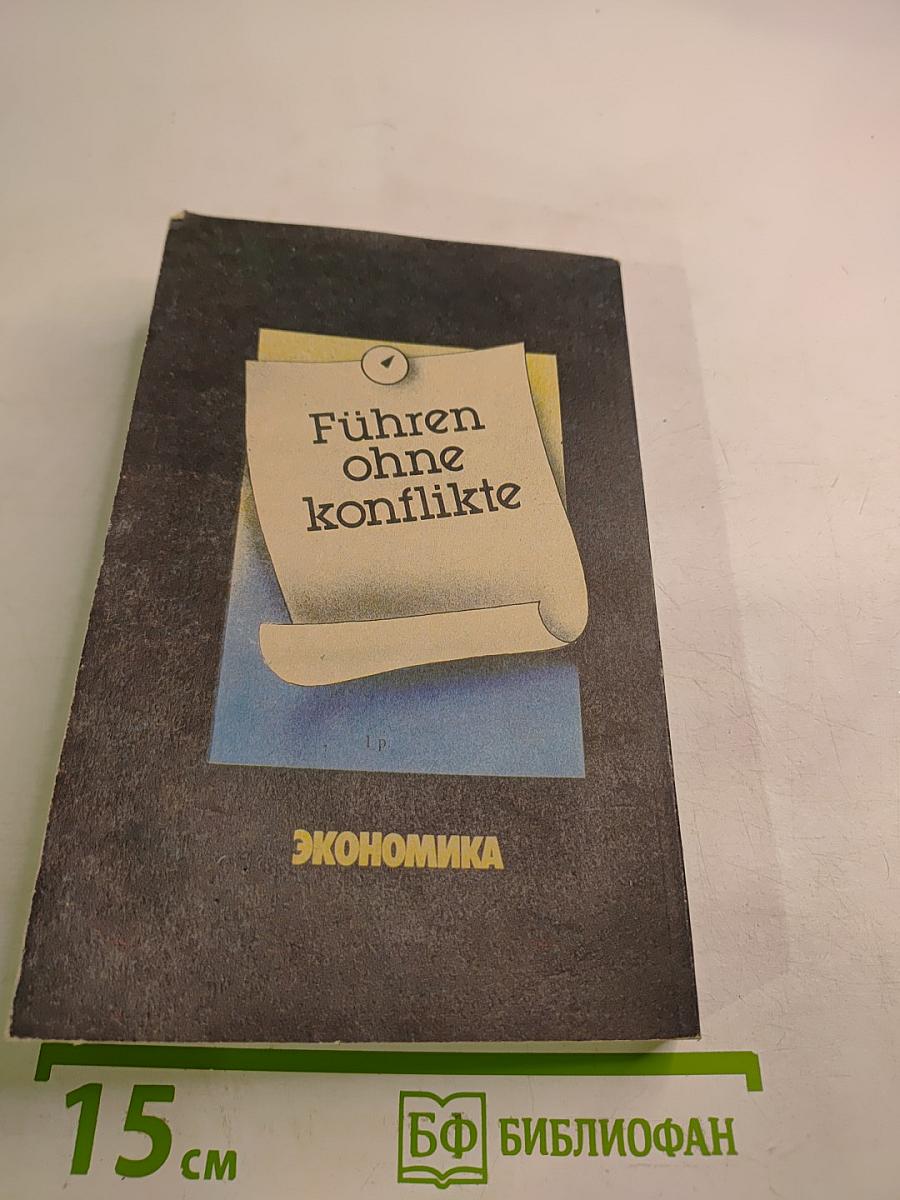 Führen
ohne
konflikte
1 р
ЭКОНОМИКА
15 см
БФ БИБЛИОФАН